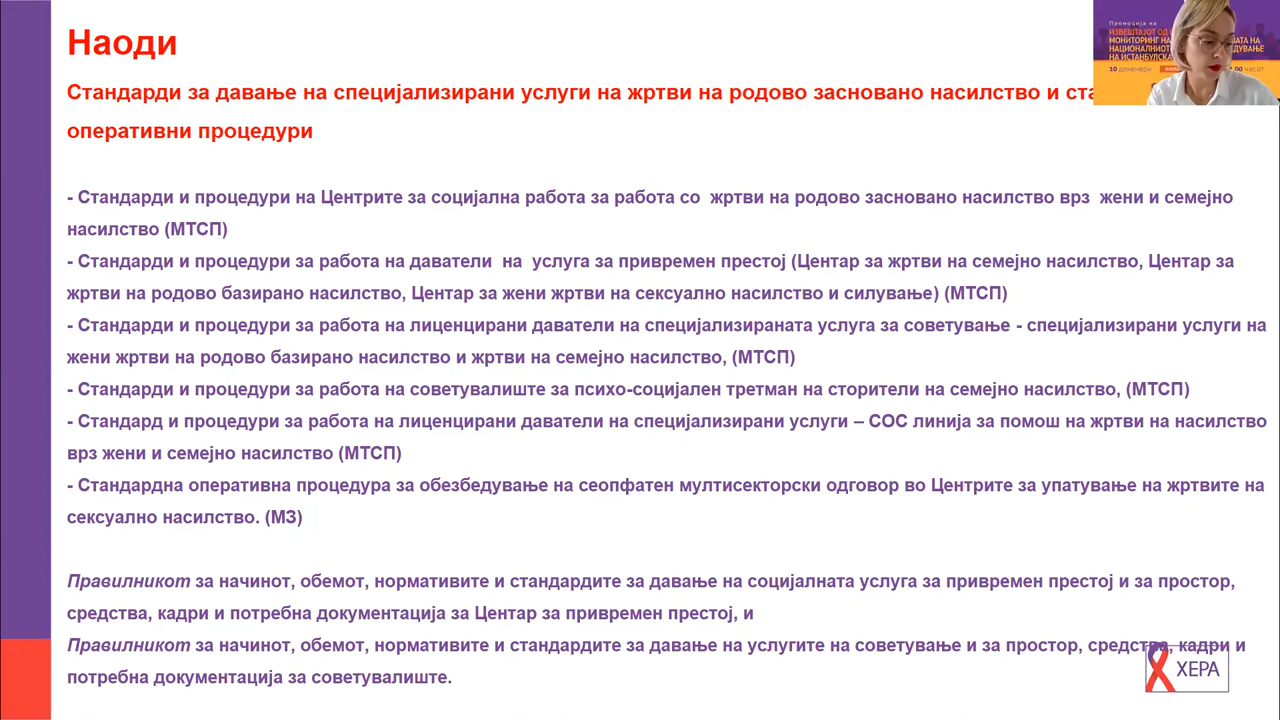 Наоди
Стандарди за давање на специјализирани услуги на жртви на родово засновано насилство и
оперативни процедури
- Стандарди и процедури на Центрите за социјална работа за работа со жртви на родово засновано насилство врз жени и семејно
насилство (МТСП)
- Стандарди и процедури за работа на даватели на услуга за привремен престој (Центар за жртви на семејно насилство, Центар за
жртви на родово базирано насилство, Центар за жени жртви на сексуално насилство и силување) (МТСП)
- Стандарди и процедури за работа на лиценцирани даватели на специјализираната услуга за советување - специјализирани услуги на
жени жртви на родово базирано насилство и жртви на семејно насилство, (МТСП)
- Стандарди и процедури за работа на советувалиште за психо-социјален третман на сторители на семејно насилство, (МТСП)
- Стандард и процедури за работа на лиценцирани даватели на специјализирани услуги – СОС линија за помош на жртви на насилство
врз жени и семејно насилство (МТСП)
- Стандардна оперативна процедура за обезбедување на сеопфатен мултисекторски одговор во Центрите за упатување на жртвите на
сексуално насилство. (МЗ)
Правилникот за начинот, обемот, нормативите и стандардите за давање на социјалната услуга за привремен престој и за простор,
средства, кадри и потребна документација за Центар за привремен престој, и
Правилникот за начинот, обемот, нормативите и стандардите за давање на услугите на советување и за простор, средства, кадри и
потребна документација за советувалиште.
ХЕРА
Промоција на
ИЗВЕШТАЈОТ ОД
МОНИТОРИНГ НА
НА ИСТАНБУЛСКА
10 декември